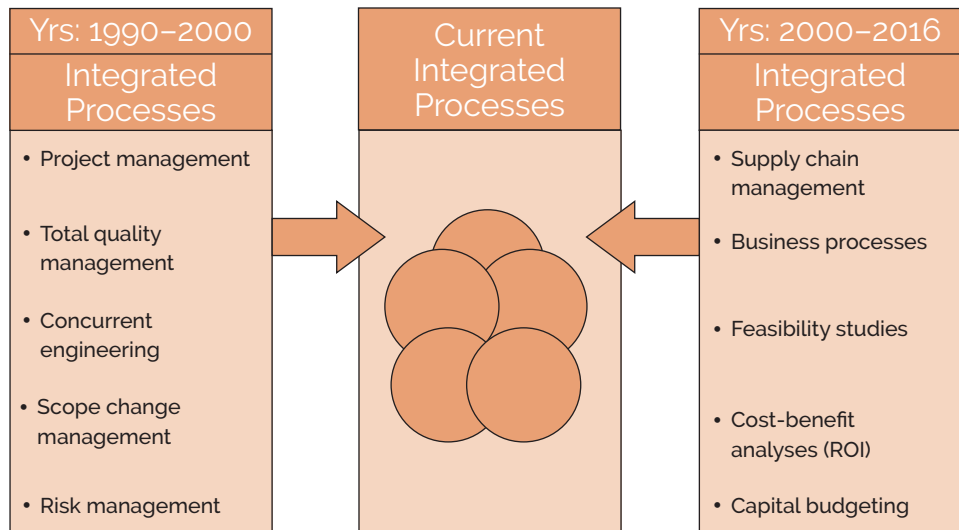 Yrs: 1990–2000
Integrated
Processes
• Project management
• Total quality
management
• Concurrent
engineering
• Scope change
management
• Risk management
Current
Integrated
Processes
Yrs: 2000–2016
Integrated
Processes
• Supply chain
management
• Business processes
• Feasibility studies
• Cost-benefit
analyses (ROI)
• Capital budgeting